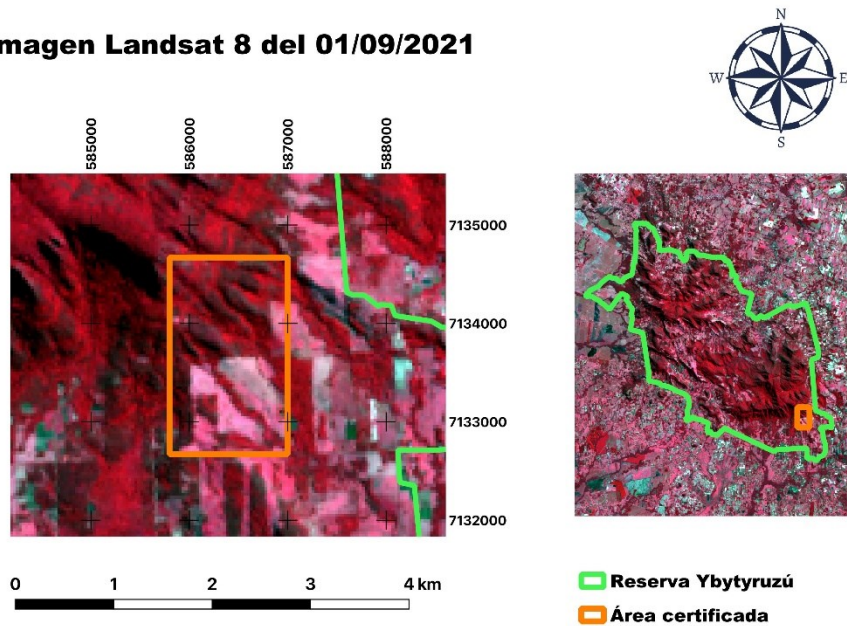 magen Landsat 8 del 01/09/2021
N
W E
S
585000 586000 587000 588000
7135000
7134000
7133000
7132000
0 1 2 3 4 km
Reserva Ybytyruzú
Área certificada